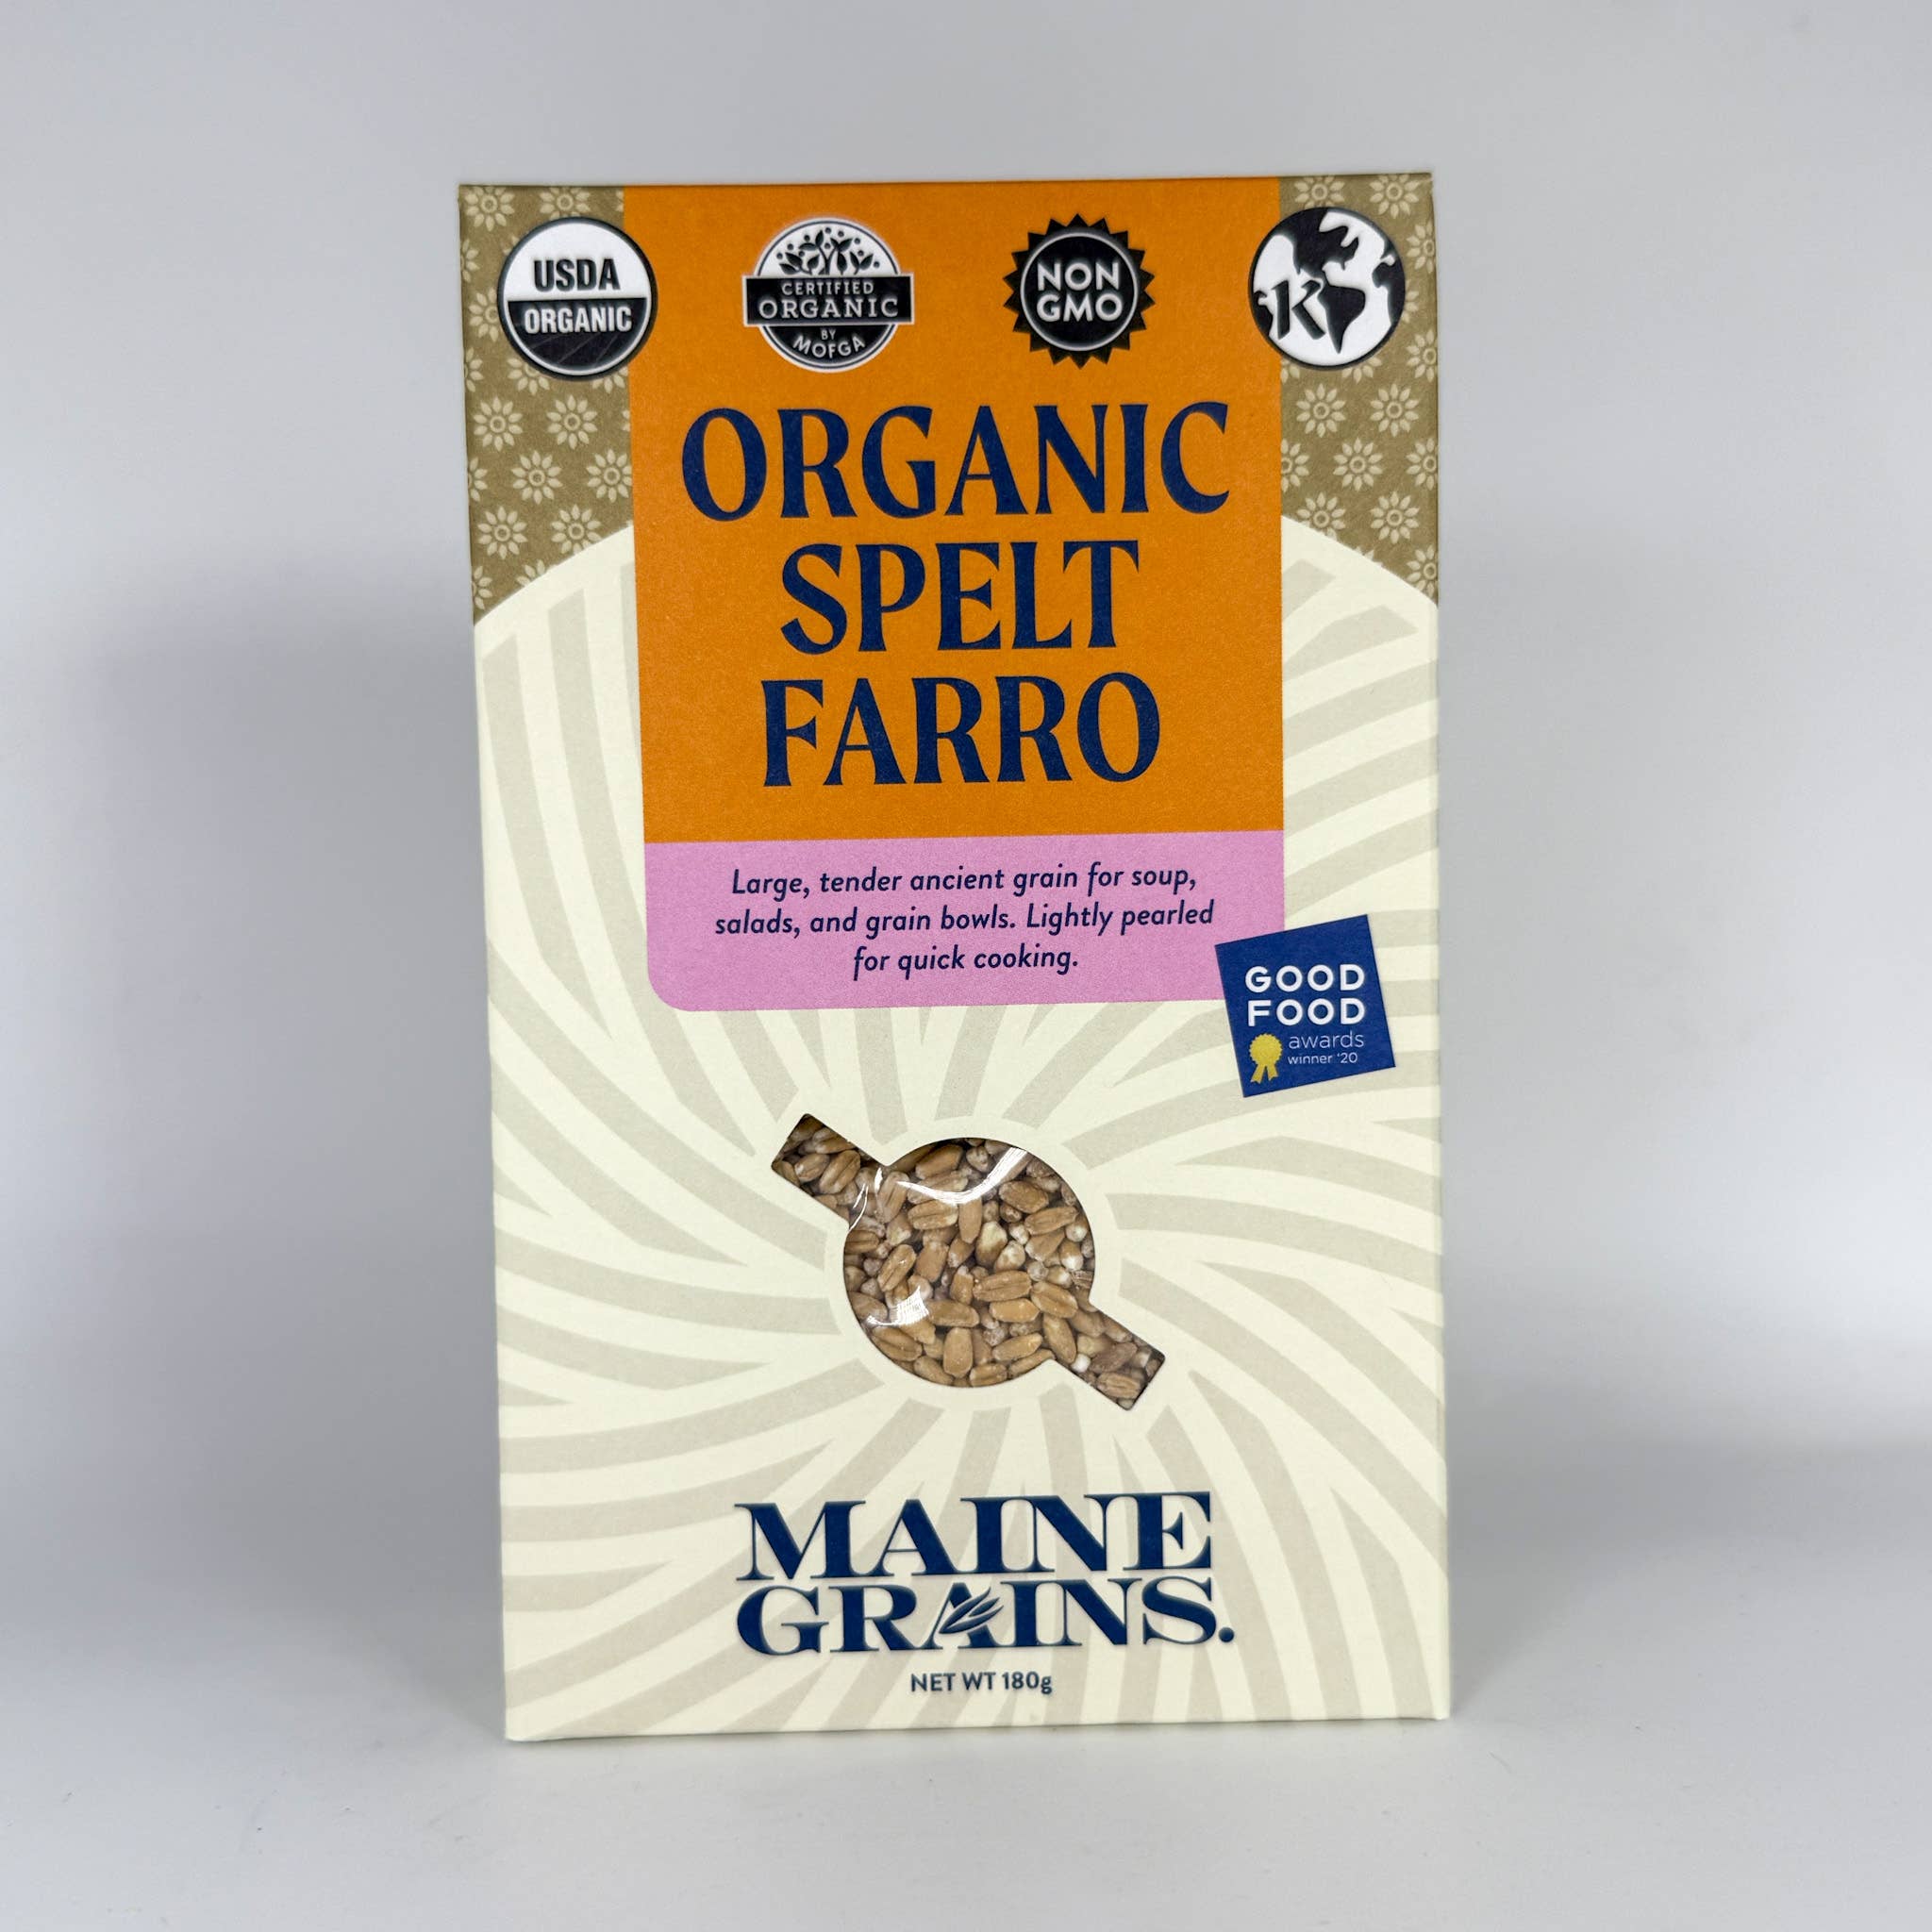 USDA
ORGANIC
CERTIFIED
ORGANIC
BY
MOFGA
NON
GMO
K
ORGANIC
SPELT
FARRO
Large, tender ancient grain for soup,
salads, and grain bowls. Lightly pearled
for quick cooking.
GOOD
FOOD
awards
winner '20
MAINE
GRAINS.
NET WT 180g